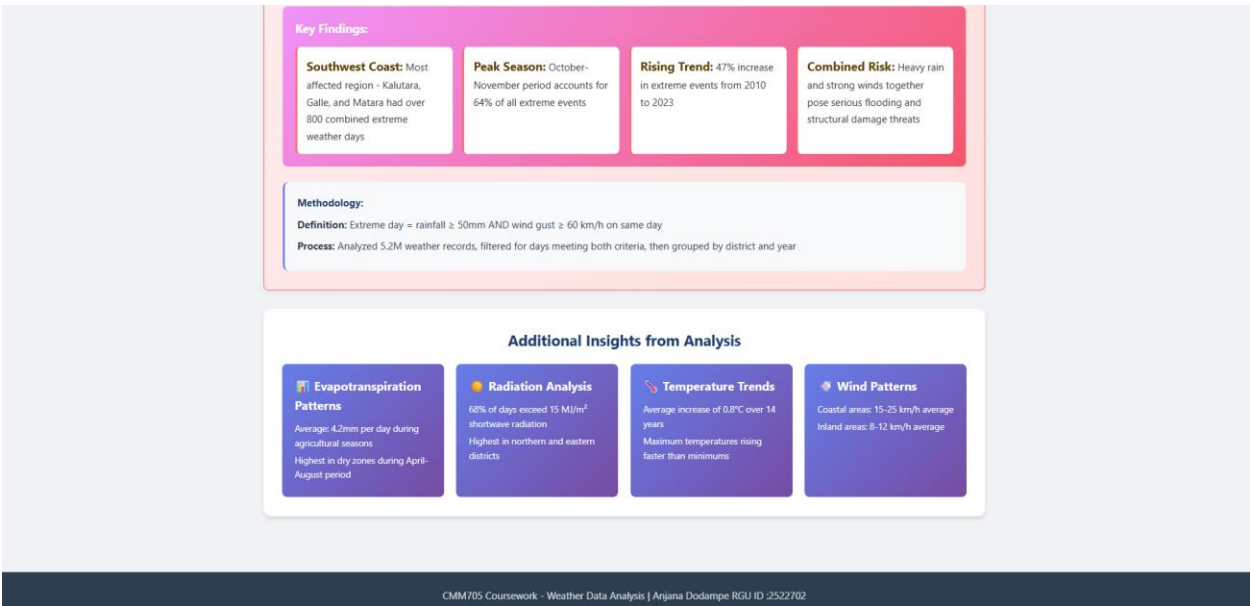 Key Findings:
Southwest Coast: Most
affected region - Kalutara,
Galle, and Matara had over
800 combined extreme
weather days
Peak Season: October-
November period accounts for
64% of all extreme events
Rising Trend: 47% increase
in extreme events from 2010
to 2023
Combined Risk: Heavy rain
and strong winds together
pose serious flooding and
structural damage threats
Methodology:
Definition: Extreme day = rainfall ≥ 50mm AND wind gust ≥ 60 km/h on same day
Process: Analyzed 5.2M weather records, filtered for days meeting both criteria, then grouped by district and year
Additional Insights from Analysis
Evapotranspiration
Patterns
Average: 4.2mm per day during
agricultural seasons
Highest in dry zones during April-
August period
Radiation Analysis
68% of days exceed 15 MJ/m²
shortwave radiation
Highest in northern and eastern
districts
Temperature Trends
Average increase of 0.8°C over 14
years
Maximum temperatures rising
faster than minimums
Wind Patterns
Coastal areas: 15-25 km/h average
Inland areas: 8-12 km/h average
CMM705 Coursework - Weather Data Analysis | Anjana Dodampe RGU ID :2522702